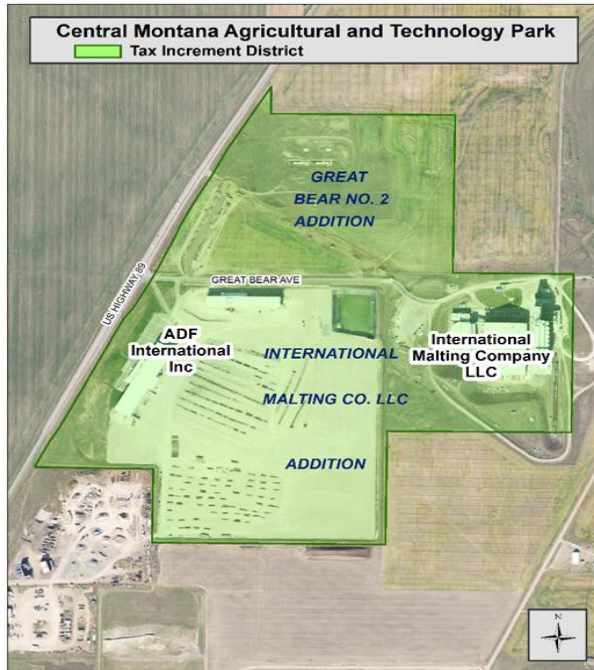 Central Montana Agricultural and Technology Park
Tax Increment District
GREAT
BEAR NO. 2
ADDITION
US HIGHWAY 89
GREAT BEAR AVE
ADF
International
Inc
INTERNATIONAL
MALTING CO. LLC
ADDITION
International
Malting Company
LLC
N